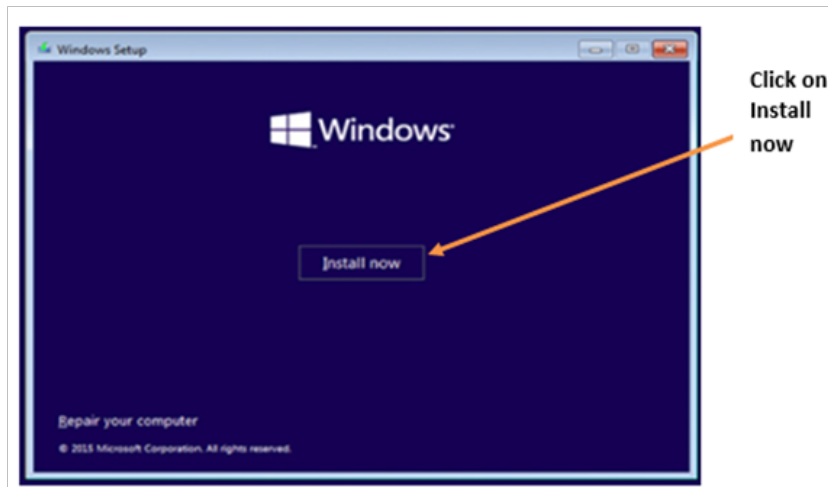 Windows Setup
Click on
Install
now
Windows
Install now
Repair your computer
© 2015 Microsoft Corporation. All rights reserved.